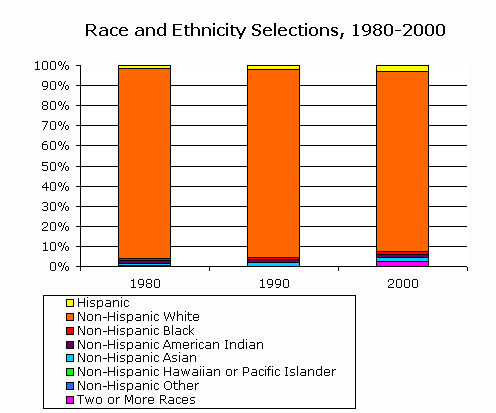 Race and Ethnicity Selections, 1980-2000
100%
90%
80%
70%
60%
50%
40%
30%
20%
10%
0%
1980 1990 2000
Hispanic
Non-Hispanic White
Non-Hispanic Black
Non-Hispanic American Indian
Non-Hispanic Asian
Non-Hispanic Hawaiian or Pacific Islander
Non-Hispanic Other
Two or More Races